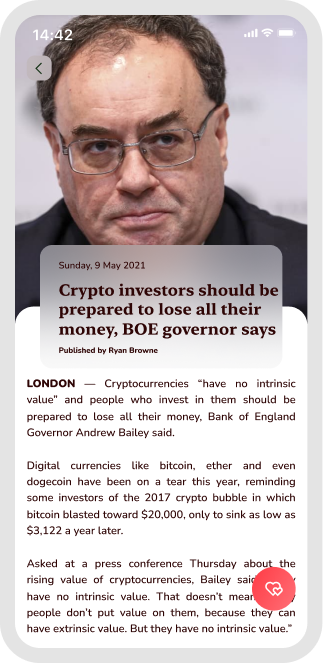 14:42
Sunday, 9 May 2021
Crypto investors should be
prepared to lose all their
money, BOE governor says
Published by Ryan Browne
LONDON — Cryptocurrencies “have no intrinsic
value” and people who invest in them should be
prepared to lose all their money, Bank of England
Governor Andrew Bailey said.
Digital currencies like bitcoin, ether and even
dogecoin have been on a tear this year, reminding
some investors of the 2017 crypto bubble in which
bitcoin blasted toward $20,000, only to sink as low as
$3,122 a year later.
Asked at a press conference Thursday about the
rising value of cryptocurrencies, Bailey
have no intrinsic value. That doesn’t
people don’t put value on them, because they can
have extrinsic value. But they have no intrinsic value.”